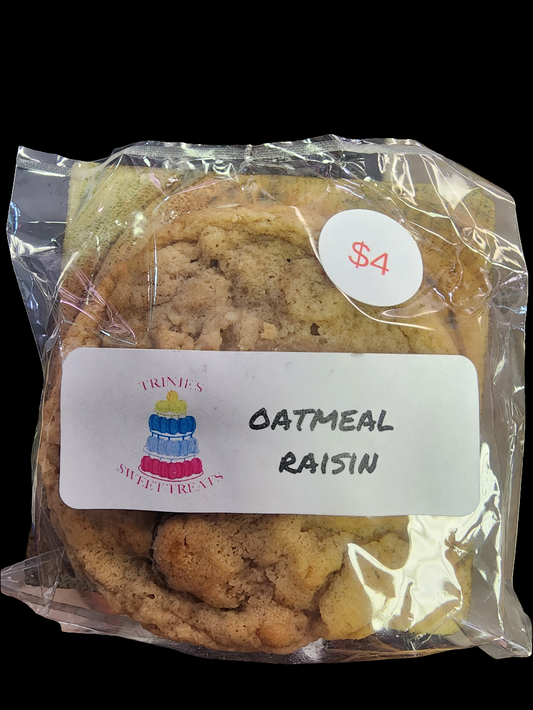 $4
TRINIE'S
SWEET TREATS
OATMEAL
RAISIN